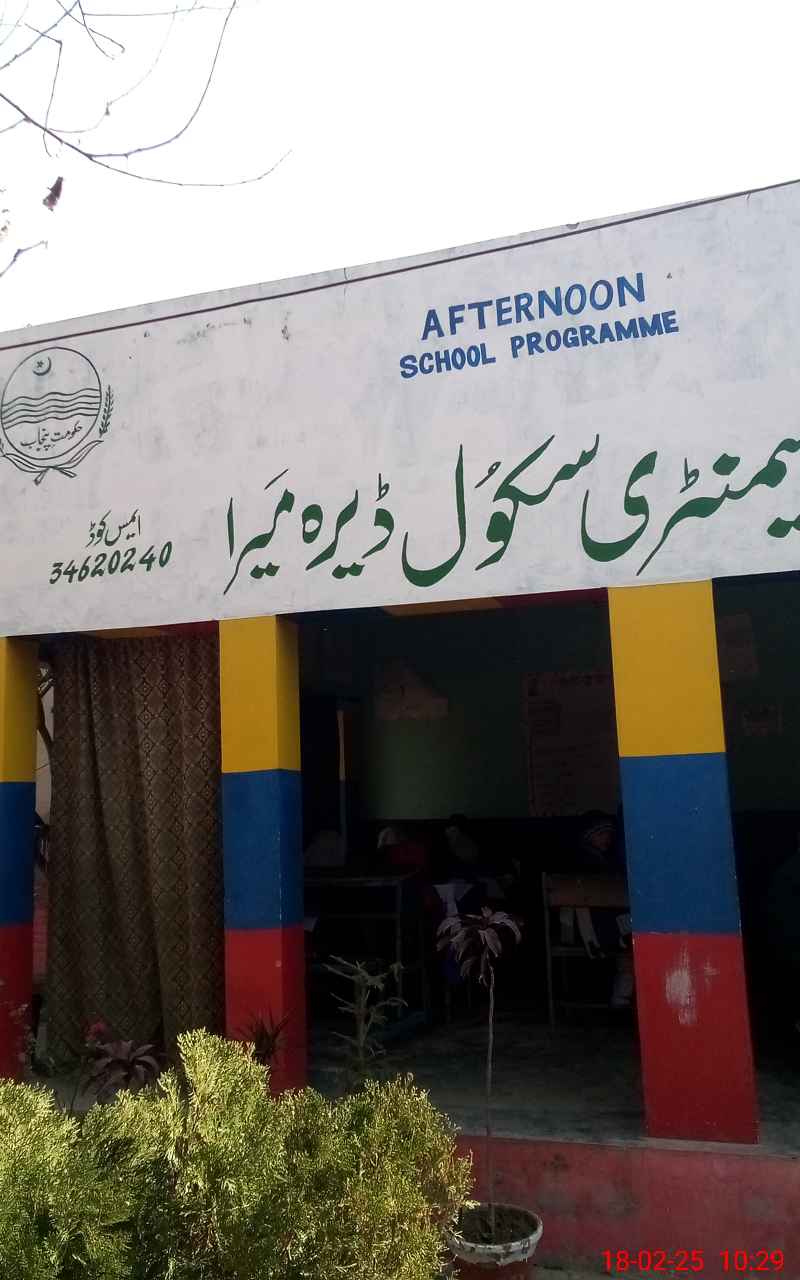 AFTERNOON
SCHOOL PROGRAMME
حکومت پنجاب
یمنٹری سکول ڈیرہ میرا
ایمس کوڈ
34620240
18-02-25 10:29